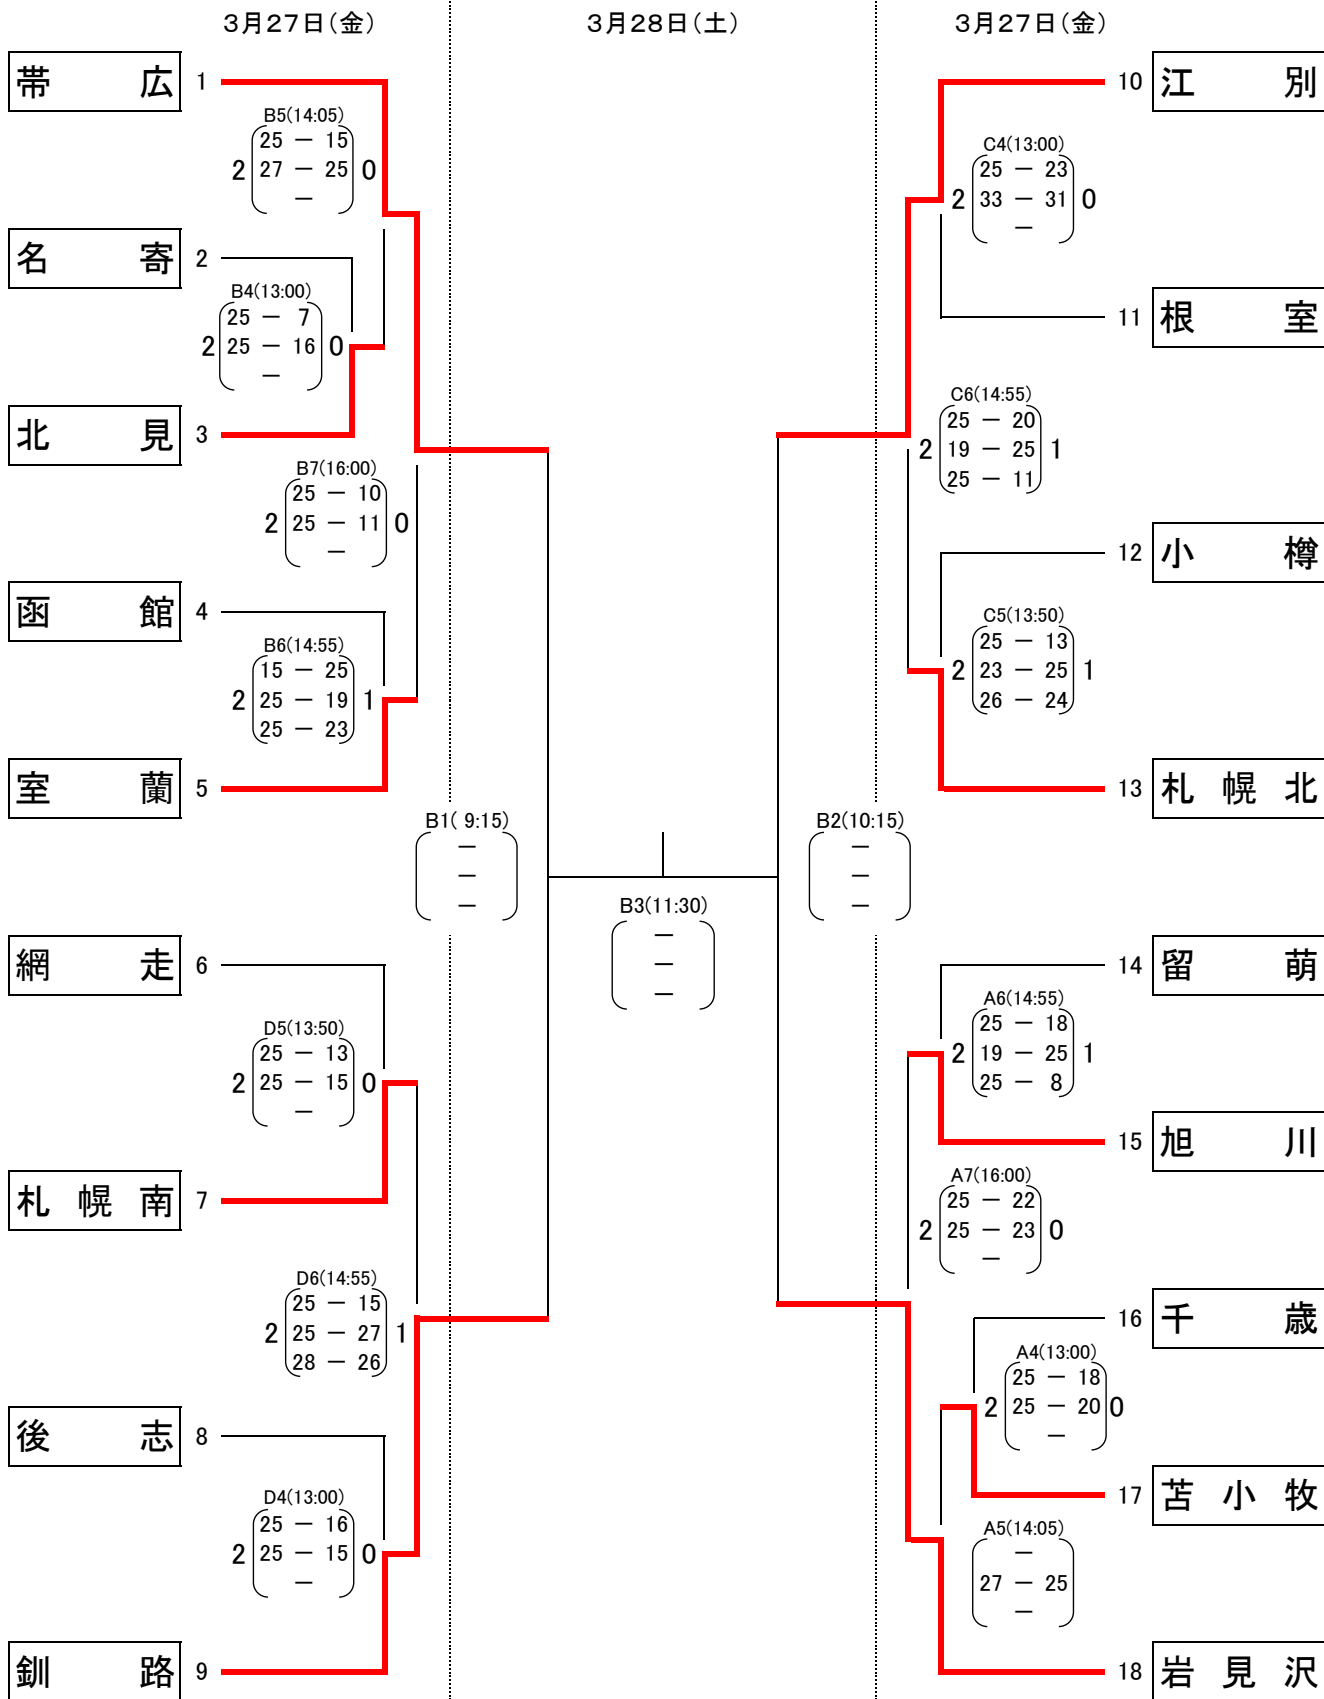 3月27日(金)
3月28日(土)
3月27日(金)
帯広 1
B5(14:05)
25 － 15
2 27 － 25 0
－
名寄 2
B4(13:00)
25 － 7
2 25 － 16 0
－
北見 3
B7(16:00)
25 － 10
2 25 － 11 0
－
函館 4
B6(14:55)
15 － 25
2 25 － 19 1
25 － 23
室蘭 5
B1( 9:15)
－
－
－
網走 6
D5(13:50)
25 － 13
2 25 － 15 0
－
札幌南 7
D6(14:55)
25 － 15
2 25 － 27 1
28 － 26
後志 8
D4(13:00)
25 － 16
2 25 － 15 0
－
釧路 9
B3(11:30)
－
－
－
10 江別
C4(13:00)
25 － 23
2 33 － 31 0
－
11 根室
C6(14:55)
25 － 20
2 19 － 25 1
25 － 11
12 小樽
C5(13:50)
25 － 13
2 23 － 25 1
26 － 24
13 札幌北
B2(10:15)
－
－
－
14 留萌
A6(14:55)
25 － 18
2 19 － 25 1
25 － 8
15 旭川
A7(16:00)
25 － 22
2 25 － 23 0
－
16 千歳
A4(13:00)
25 － 18
2 25 － 20 0
－
17 苫小牧
A5(14:05)
－
27 － 25
－
18 岩見沢